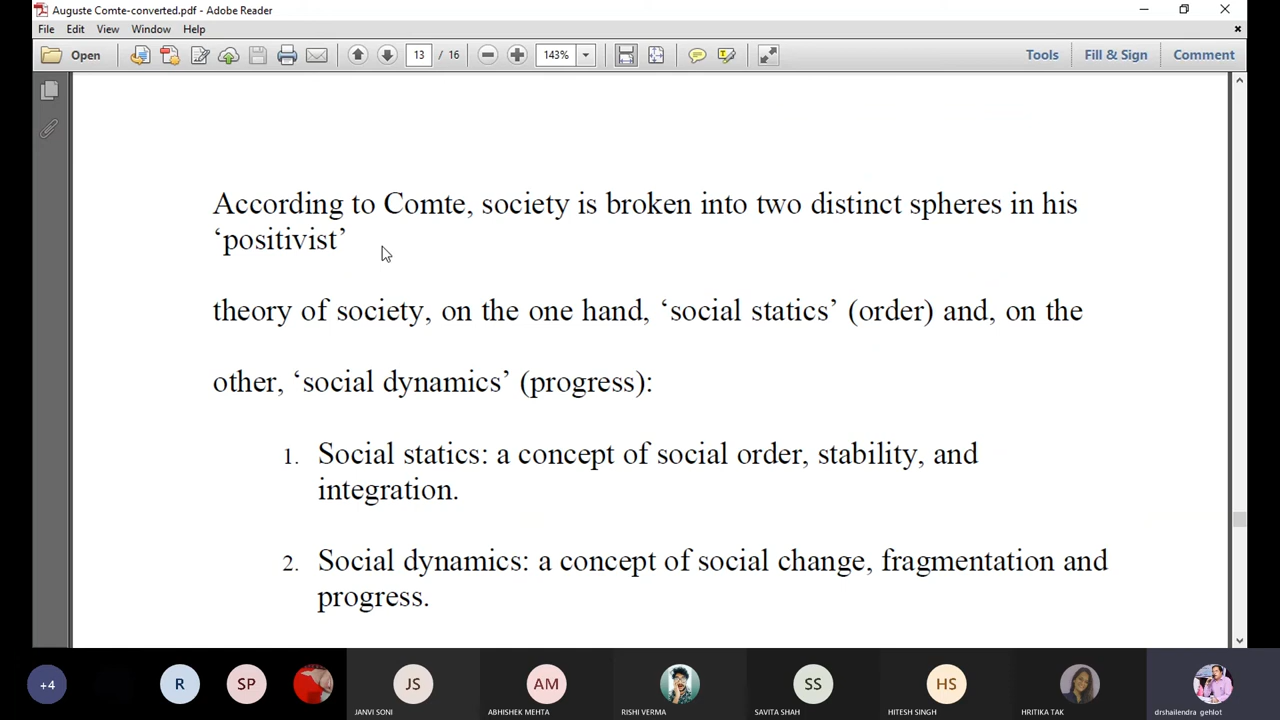 Auguste Comte-converted.pdf - Adobe Reader
File Edit View Window Help
Open 13 / 16 143% Tools Fill & Sign Comment
According to Comte, society is broken into two distinct spheres in his
‘positivist’
theory of society, on the one hand, ‘social statics’ (order) and, on the
other, ‘social dynamics’ (progress):
1. Social statics: a concept of social order, stability, and
integration.
2. Social dynamics: a concept of social change, fragmentation and
progress.
+4 R SP JS AM SS HS
JANVI SONI ABHISHEK MEHTA RISHI VERMA SAVITA SHAH HITESH SINGH HRITIKA TAK drshailendra gehlot